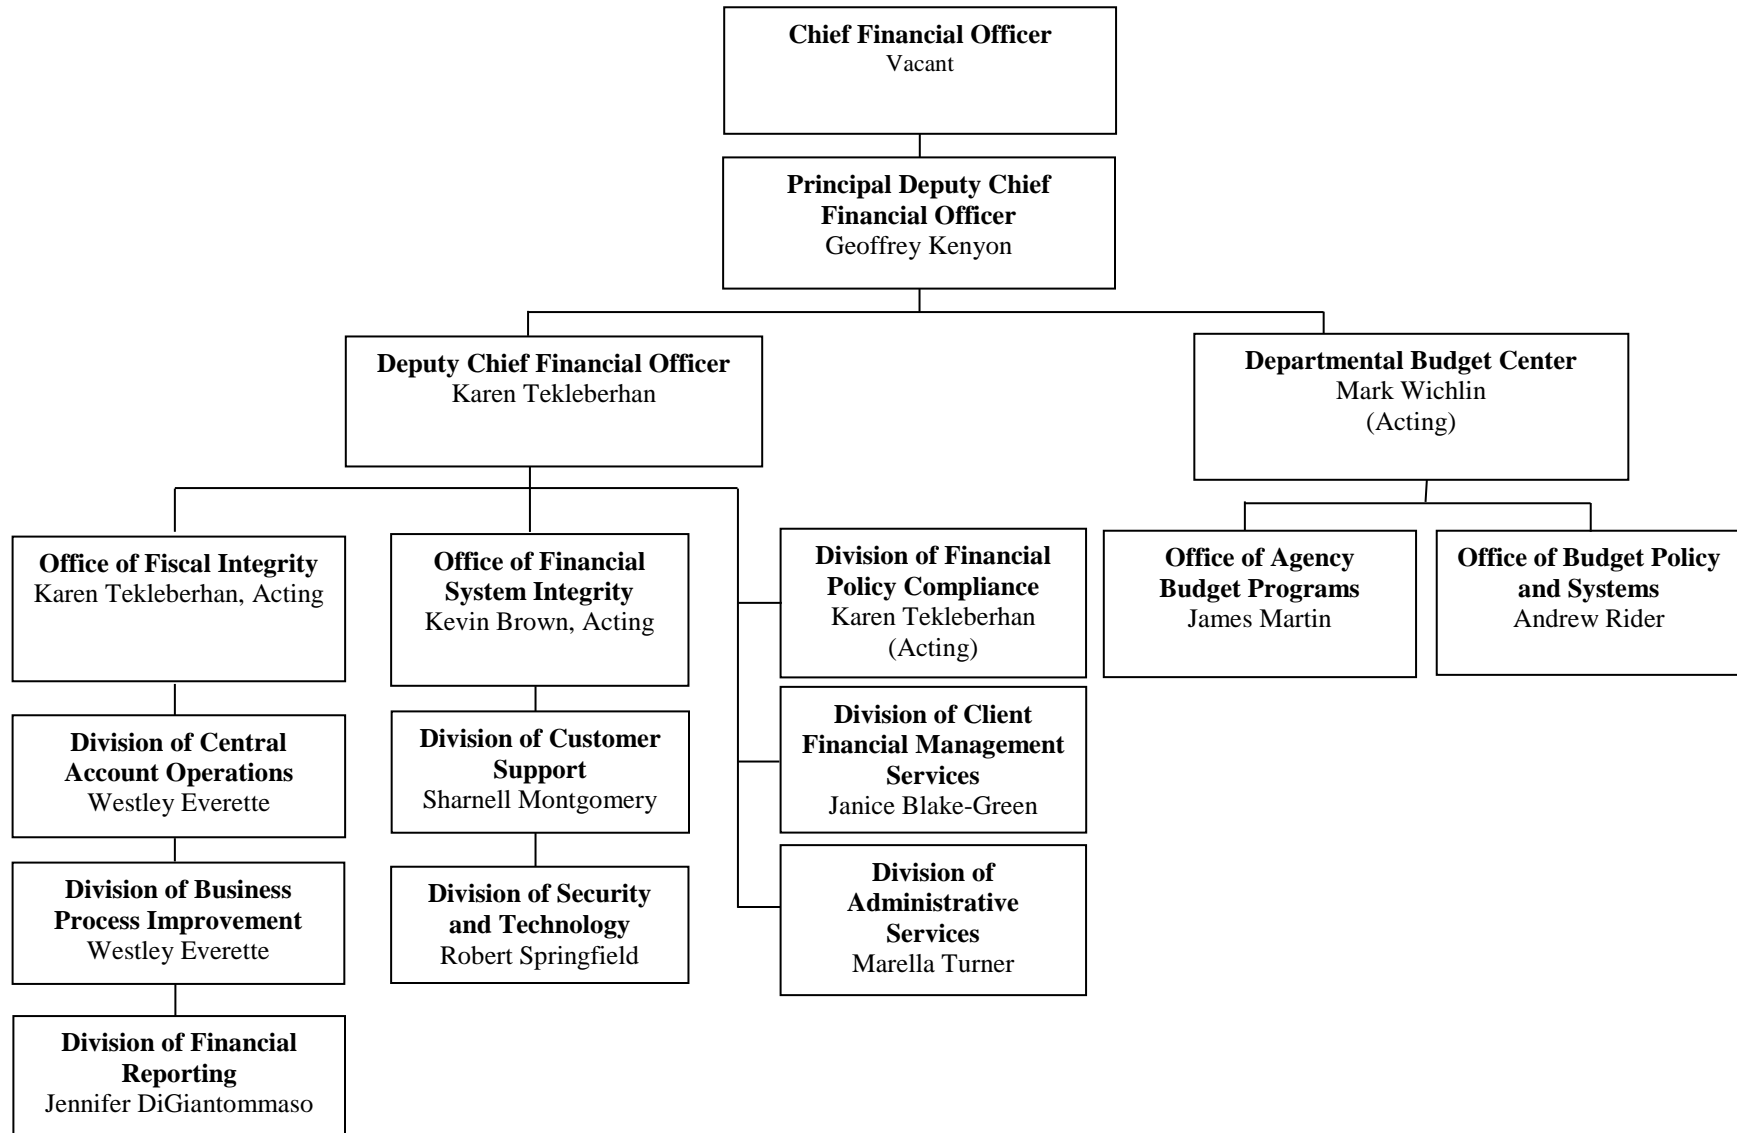 Chief Financial Officer
Vacant
Principal Deputy Chief
Financial Officer
Geoffrey Kenyon
Deputy Chief Financial Officer
Karen Tekleberhan
Departmental Budget Center
Mark Wichlin
(Acting)
Office of Fiscal Integrity
Karen Tekleberhan, Acting
Office of Financial
System Integrity
Kevin Brown, Acting
Division of Financial
Policy Compliance
Karen Tekleberhan
(Acting)
Office of Agency
Budget Programs
James Martin
Office of Budget Policy
and Systems
Andrew Rider
Division of Central
Account Operations
Westley Everette
Division of Customer
Support
Sharnell Montgomery
Division of Client
Financial Management
Services
Janice Blake-Green
Division of Business
Process Improvement
Westley Everette
Division of Security
and Technology
Robert Springfield
Division of
Administrative
Services
Marella Turner
Division of Financial
Reporting
Jennifer DiGiantommaso